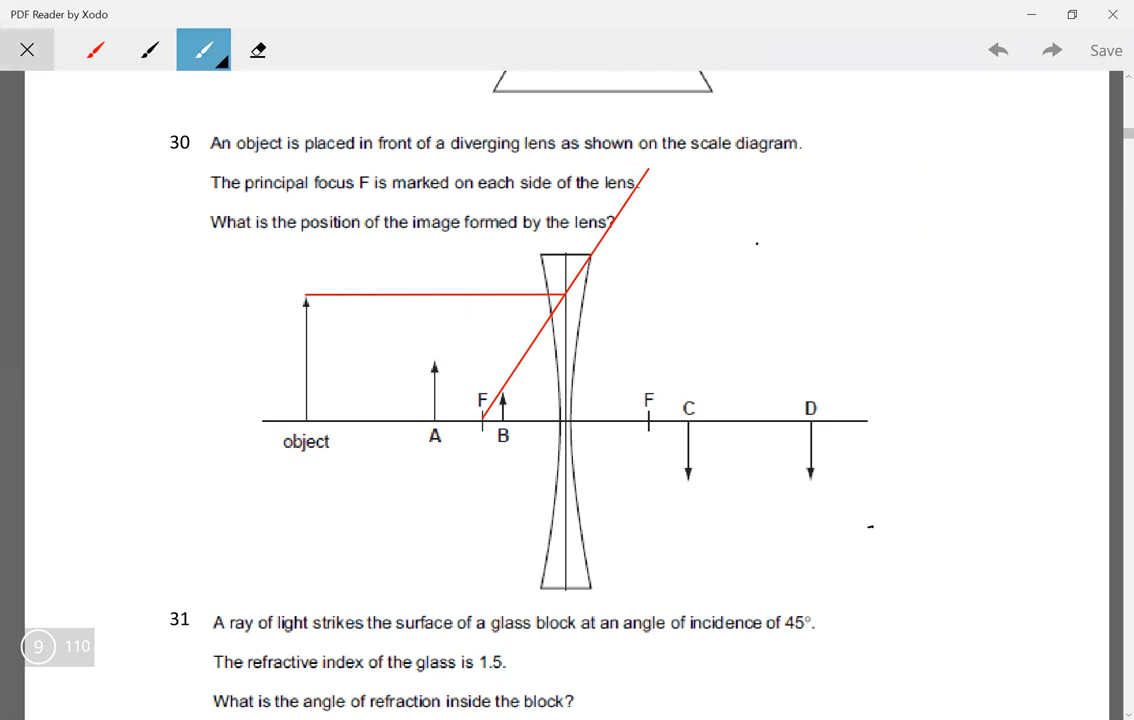 PDF Reader by Xodo
Save
30 An object is placed in front of a diverging lens as shown on the scale diagram.
The principal focus F is marked on each side of the lens.
What is the position of the image formed by the lens?
F F C D
object A B
31 A ray of light strikes the surface of a glass block at an angle of incidence of 45°.
9 110
The refractive index of the glass is 1.5.
What is the angle of refraction inside the block?